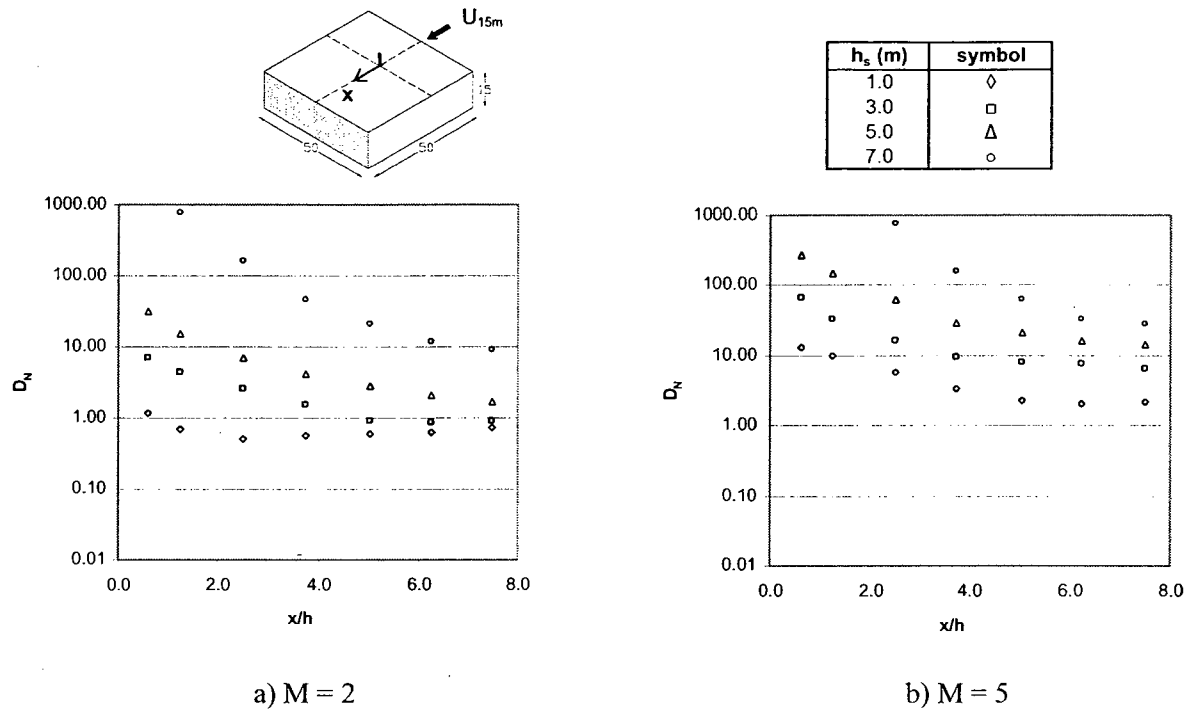 U15m
x
15
50
50
hs (m) symbol
1.0 ◊
3.0 □
5.0 Δ
7.0 ○
1000.00
100.00
10.00
1.00
0.10
0.01
DN
0.0 2.0 4.0 6.0 8.0
x/h
a) M = 2
1000.00
100.00
10.00
1.00
0.10
0.01
DN
0.0 2.0 4.0 6.0 8.0
x/h
b) M = 5